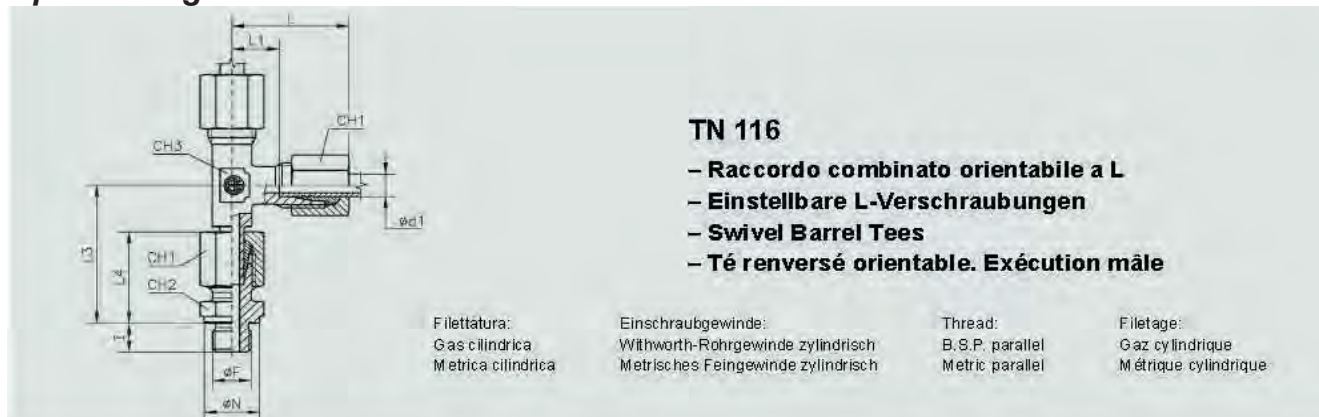 L
L1
CH1
CH3
ød1
L3
L4
CH1
CH2
I
øF
øN
TN 116
– Raccordo combinato orientabile a L
– Einstellbare L-Verschraubungen
– Swivel Barrel Tees
– Té renversé orientable. Exécution mâle
Filettatura:
Gas cilindrica
Metrica cilindrica
Einschraubgewinde:
Withworth-Rohrgewinde zylindrisch
Metrisches Feingewinde zylindrisch
Thread:
B.S.P. parallel
Metric parallel
Filetage:
Gaz cylindrique
Métrique cylindrique